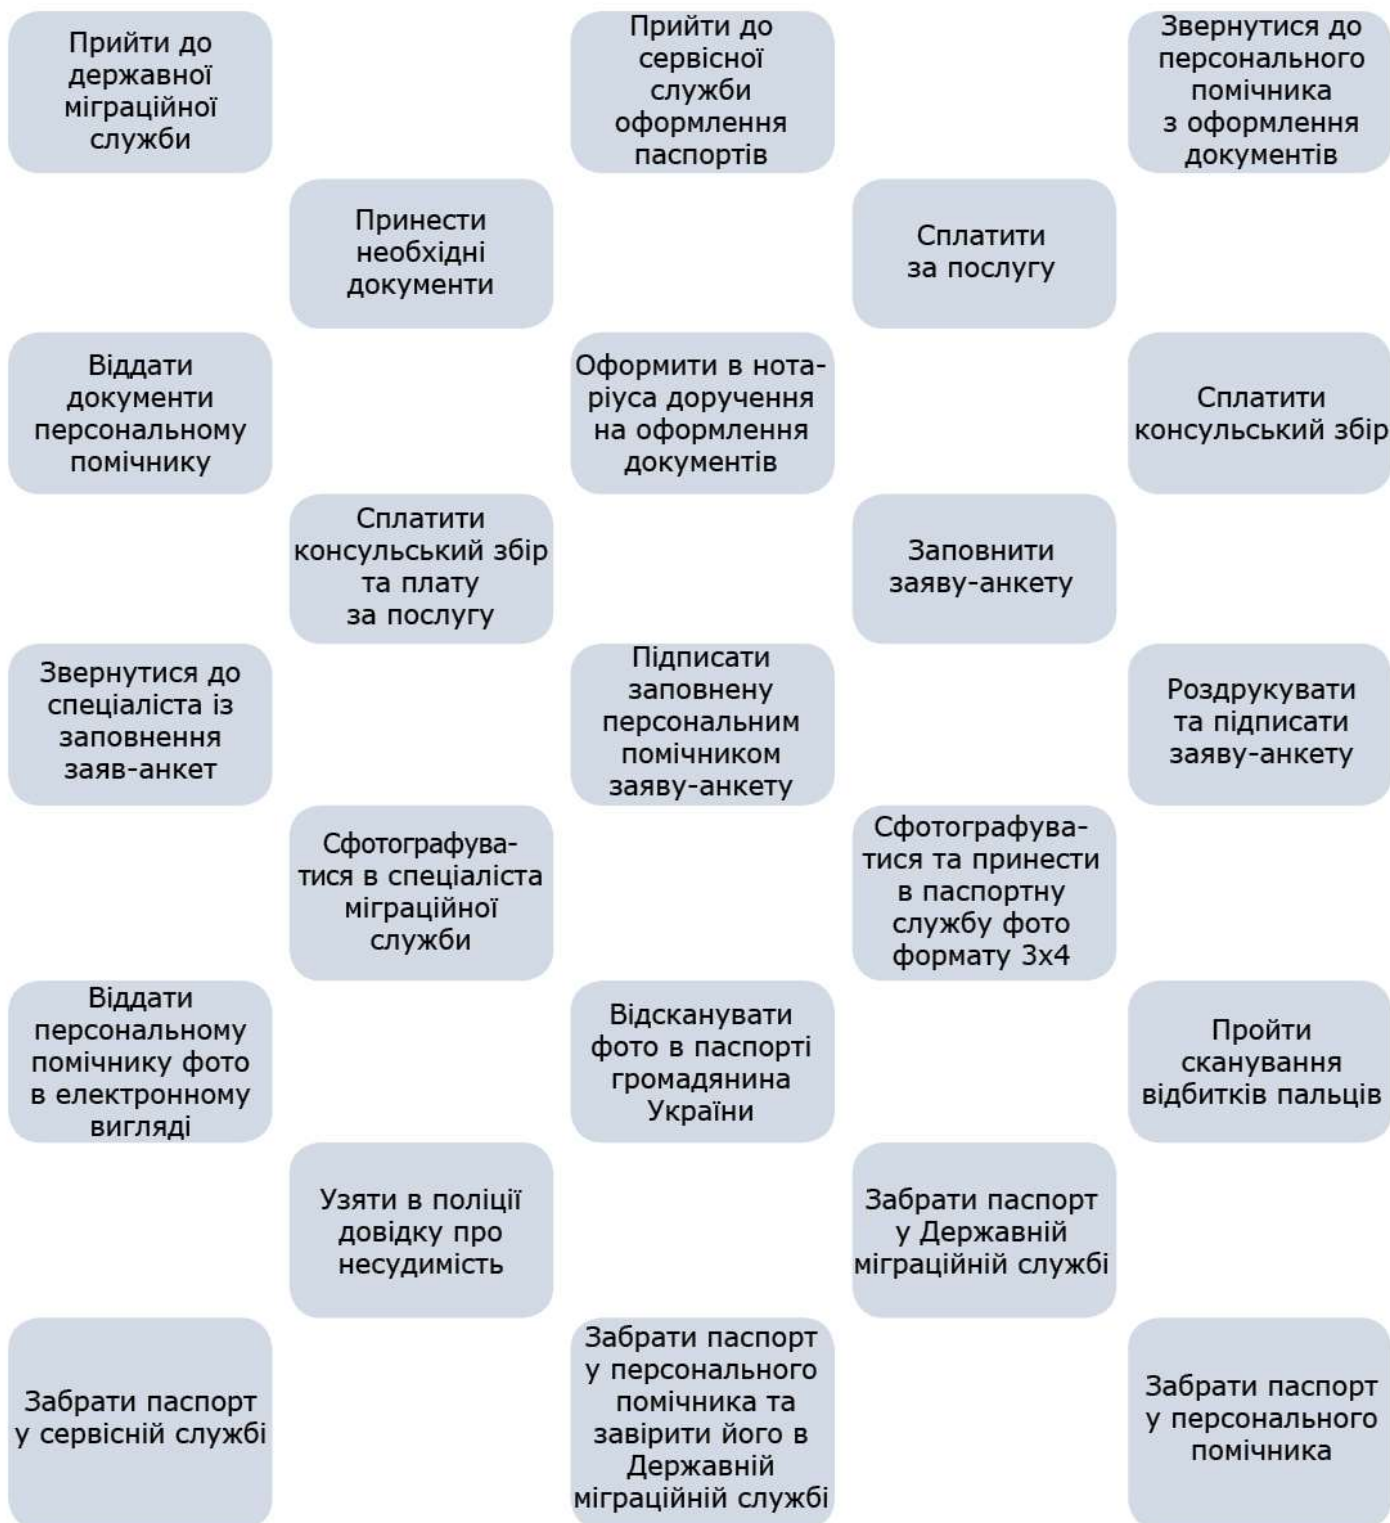 Прийти до
державної
міграційної
служби
Прийти до
сервісної
служби
оформлення
паспортів
Звернутися до
персонального
помічника
з оформлення
документів
Принести
необхідні
документи
Сплатити
за послугу
Віддати
документи
персональному
помічнику
Оформити в нота-
ріуса доручення
на оформлення
документів
Сплатити
консульський збір
Сплатити
консульський збір
та плату
за послугу
Заповнити
заяву-анкету
Звернутися до
спеціаліста із
заповнення
заяв-анкет
Підписати
заповнену
персональним
помічником
заяву-анкету
Роздрукувати
та підписати
заяву-анкету
Сфотографува-
тися в спеціаліста
міграційної
служби
Сфотографува-
тися та принести
в паспортну
службу фото
формату 3х4
Віддати
персональному
помічнику фото
в електронному
вигляді
Відсканувати
фото в паспорті
громадянина
України
Пройти
сканування
відбитків пальців
Узяти в поліції
довідку про
несудимість
Забрати паспорт
у Державній
міграційній службі
Забрати паспорт
у сервісній службі
Забрати паспорт
у персонального
помічника та
завірити його в
Державній
міграційній службі
Забрати паспорт
у персонального
помічника